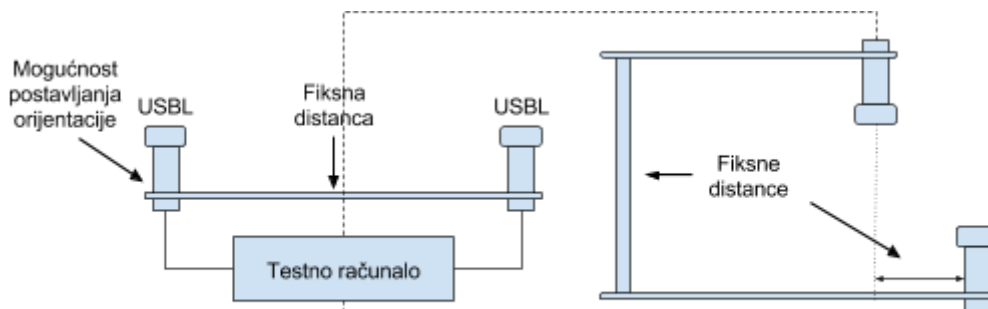 Mogućnost
postavljanja
orijentacije
USBL
Fiksna
distanca
USBL
Testno računalo
Fiksne
distance